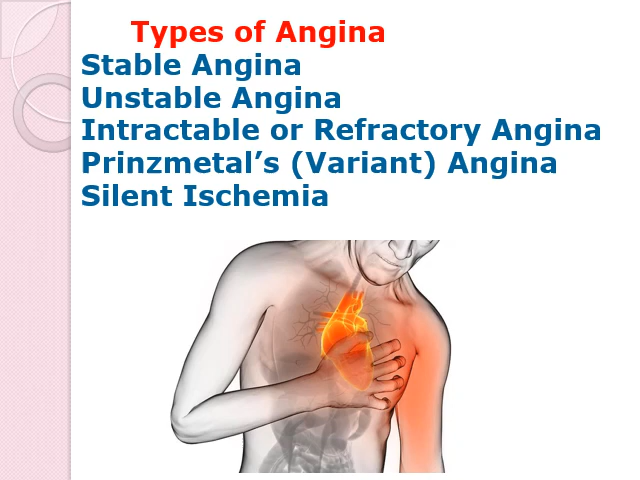 Types of Angina
Stable Angina
Unstable Angina
Intractable or Refractory Angina
Prinzmetal’s (Variant) Angina
Silent Ischemia